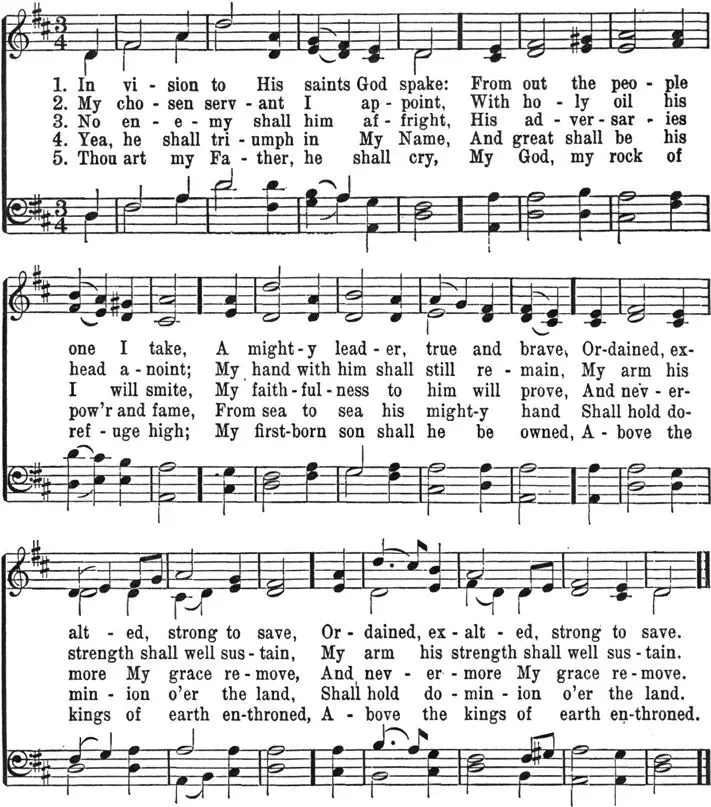 3
4
1. In vi - sion to His saints God spake: From out the peo - ple
2. My cho - sen serv - ant I ap - point, With ho - ly oil his
3. No en - e - my shall him af - fright, His ad - ver - sar - ies
4. Yea, he shall tri - umph in My Name, And great shall be his
5. Thou art my Fa - ther, he shall cry, My God, my rock of
3
4
one I take, A might - y lead - er, true and brave, Or-dained, ex-
head a - noint; My hand with him shall still re - main, My arm his
I will smite, My faith - ful - ness to him will prove, And nev - er-
pow'r and fame, From sea to sea his might-y hand Shall hold do-
ref - uge high; My first-born son shall he be owned, A - bove the
alt - ed, strong to save, Or - dained, ex - alt - ed, strong to save.
strength shall well sus - tain, My arm his strength shall well sus - tain.
more My grace re - move, And nev - er - more My grace re - move.
min - ion o'er the land, Shall hold do - min - ion o'er the land.
kings of earth en-throned, A - bove the kings of earth en-throned.